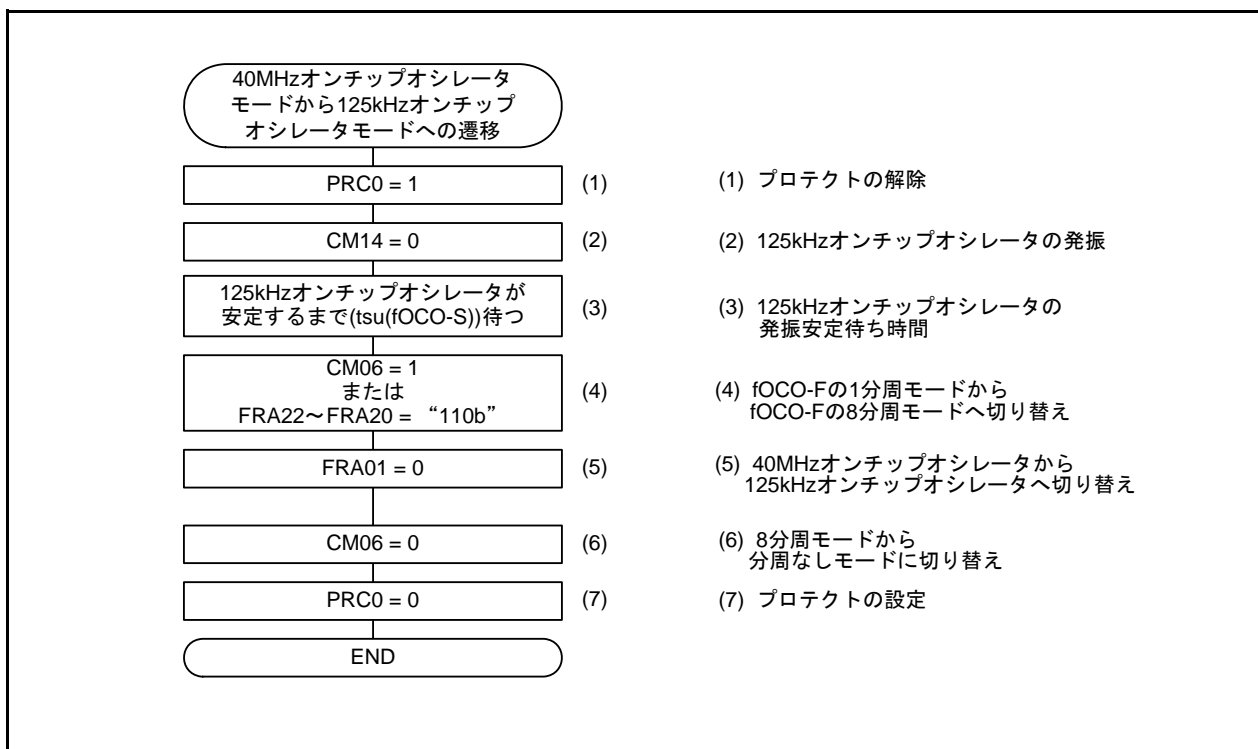 40MHzオンチップオシレータ
モードから125kHzオンチップ
オシレータモードへの遷移
PRC0 = 1
(1)
(1) プロテクトの解除
CM14 = 0
(2)
(2) 125kHzオンチップオシレータの発振
125kHzオンチップオシレータが
安定するまで(tsu(fOCO-S))待つ
(3)
(3) 125kHzオンチップオシレータの
発振安定待ち時間
CM06 = 1
または
FRA22～FRA20 = “110b”
(4)
(4) fOCO-Fの1分周モードから
fOCO-Fの8分周モードへ切り替え
FRA01 = 0
(5)
(5) 40MHzオンチップオシレータから
125kHzオンチップオシレータへ切り替え
CM06 = 0
(6)
(6) 8分周モードから
分周なしモードに切り替え
PRC0 = 0
(7)
(7) プロテクトの設定
END